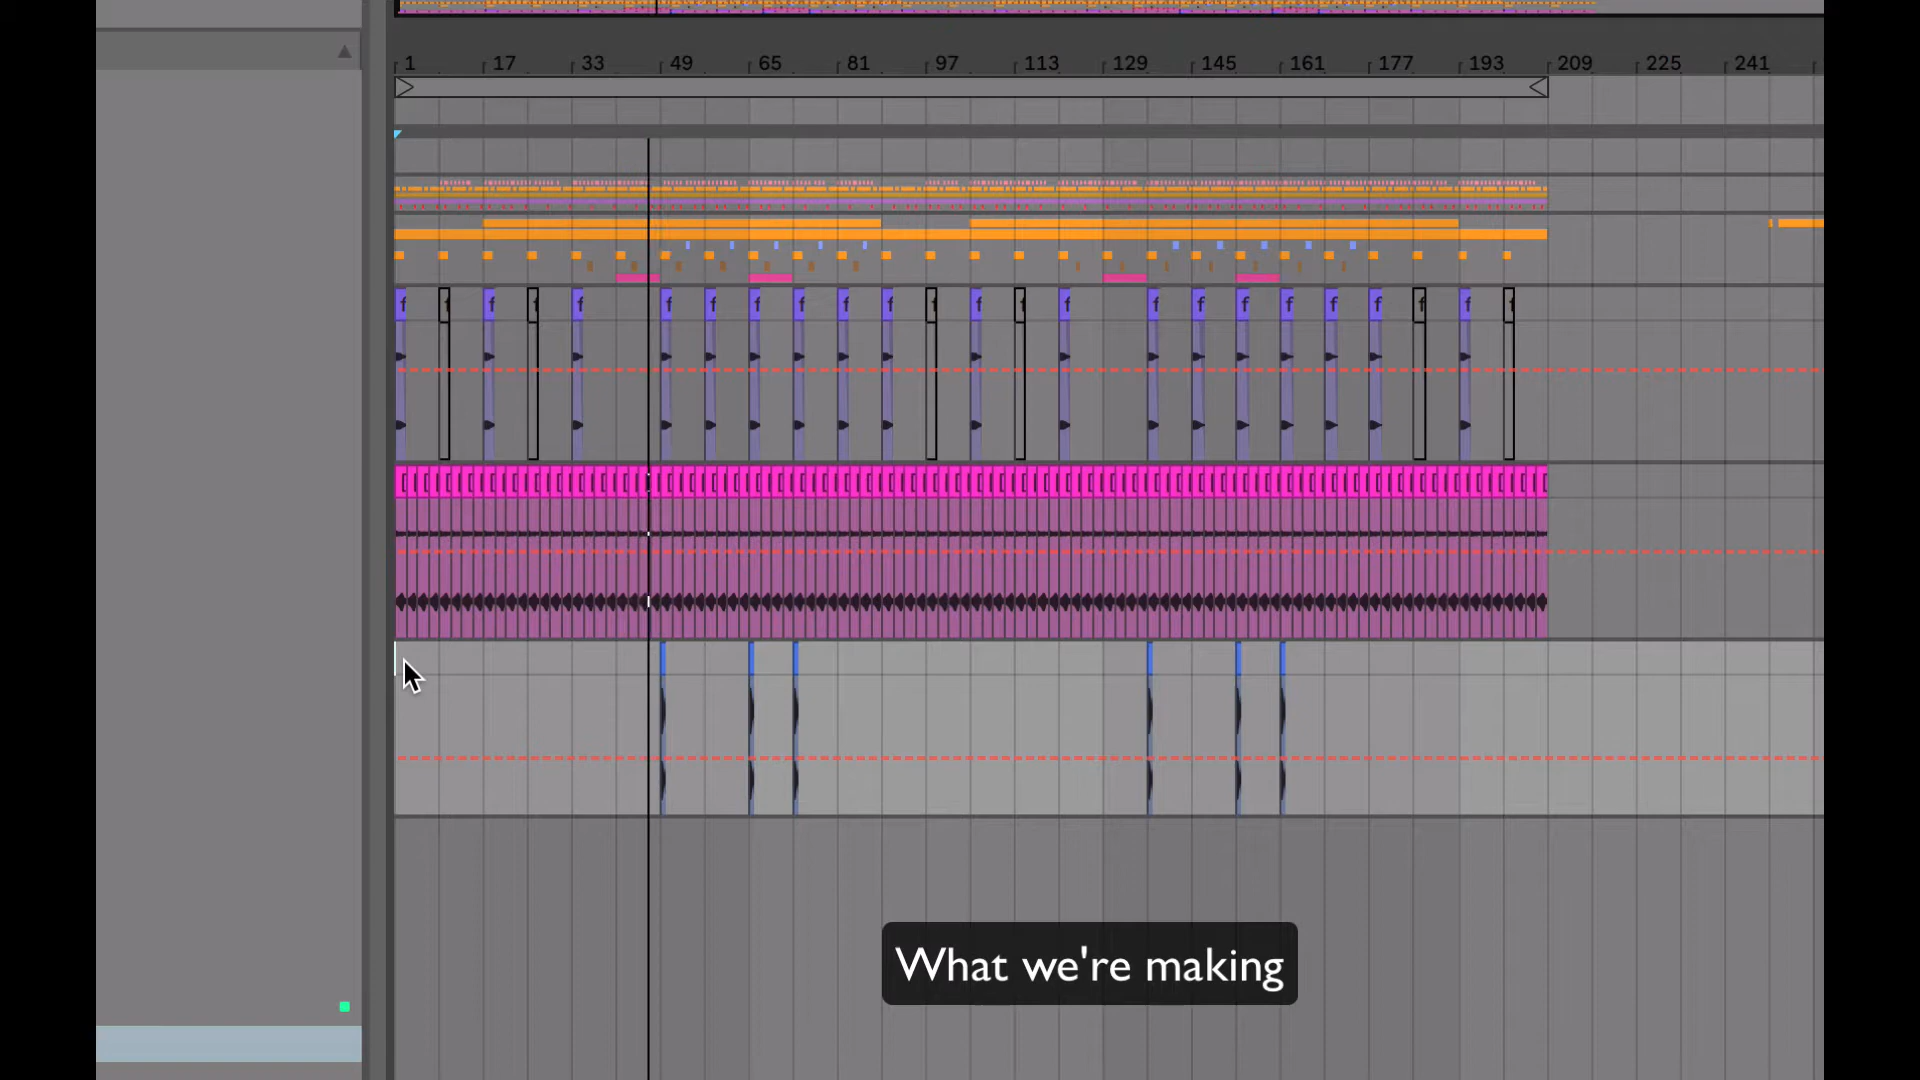 1 17 33 49 65 81 97 113 129 145 161 177 193 209 225 241
f f f f f f f f f f f f f f f f f f f
What we're making